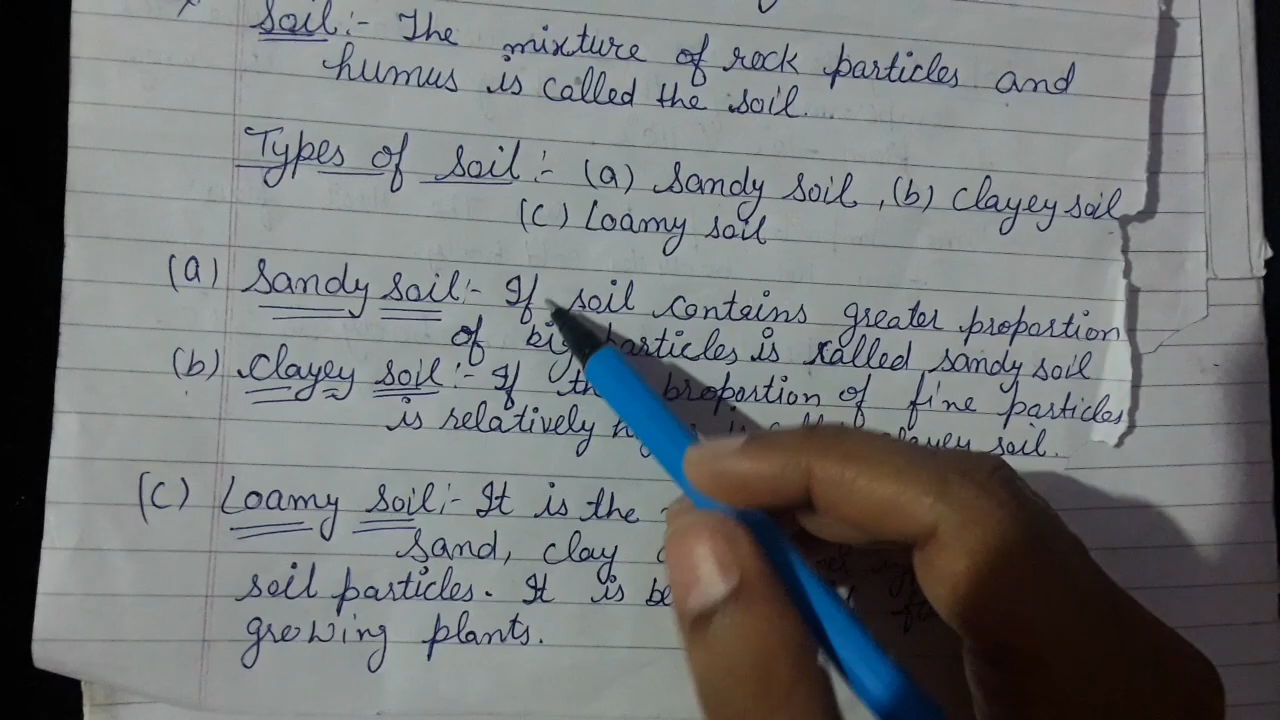 Soil:- The mixture of rock particles and
humus is called the soil.
Types of soil:- (a) Sandy soil, (b) Clayey soil
(C) Loamy soil
(a) Sandy soil:- If soil contains greater proportion
of big particles is called sandy soil
(b) Clayey soil:- If the proportion of fine particles
is relatively clayey soil.
(C) Loamy soil:- It is the
sand, clay
soil particles. It is
growing plants.